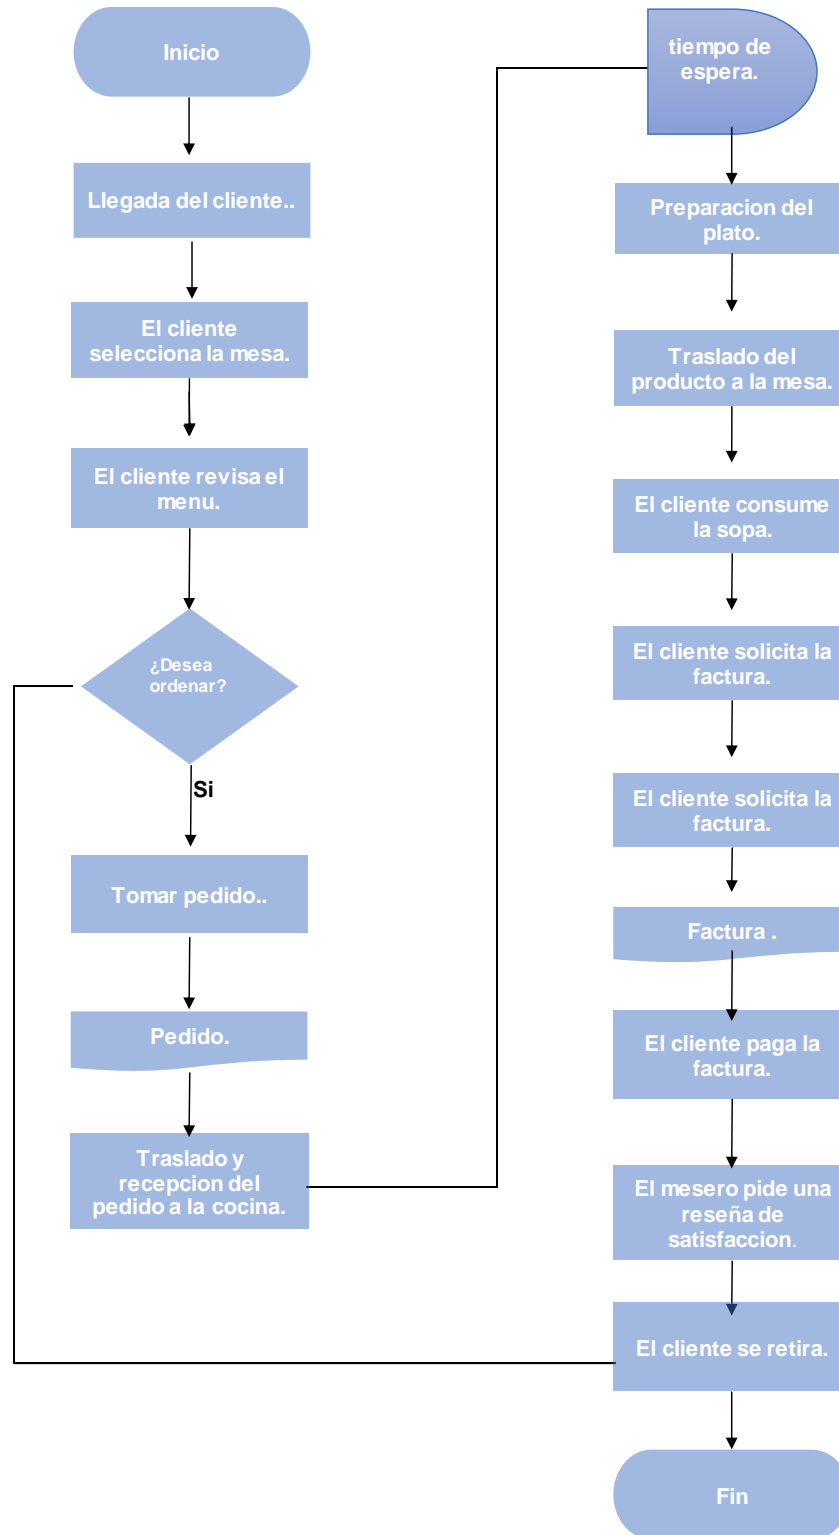 Inicio
Llegada del cliente..
El cliente
selecciona la mesa.
El cliente revisa el
menu.
¿Desea
ordenar?
Si
Tomar pedido..
Pedido.
Traslado y
recepcion del
pedido a la cocina.
tiempo de
espera.
Preparacion del
plato.
Traslado del
producto a la mesa.
El cliente consume
la sopa.
El cliente solicita la
factura.
El cliente solicita la
factura.
Factura .
El cliente paga la
factura.
El mesero pide una
reseña de
satisfaccion.
El cliente se retira.
Fin